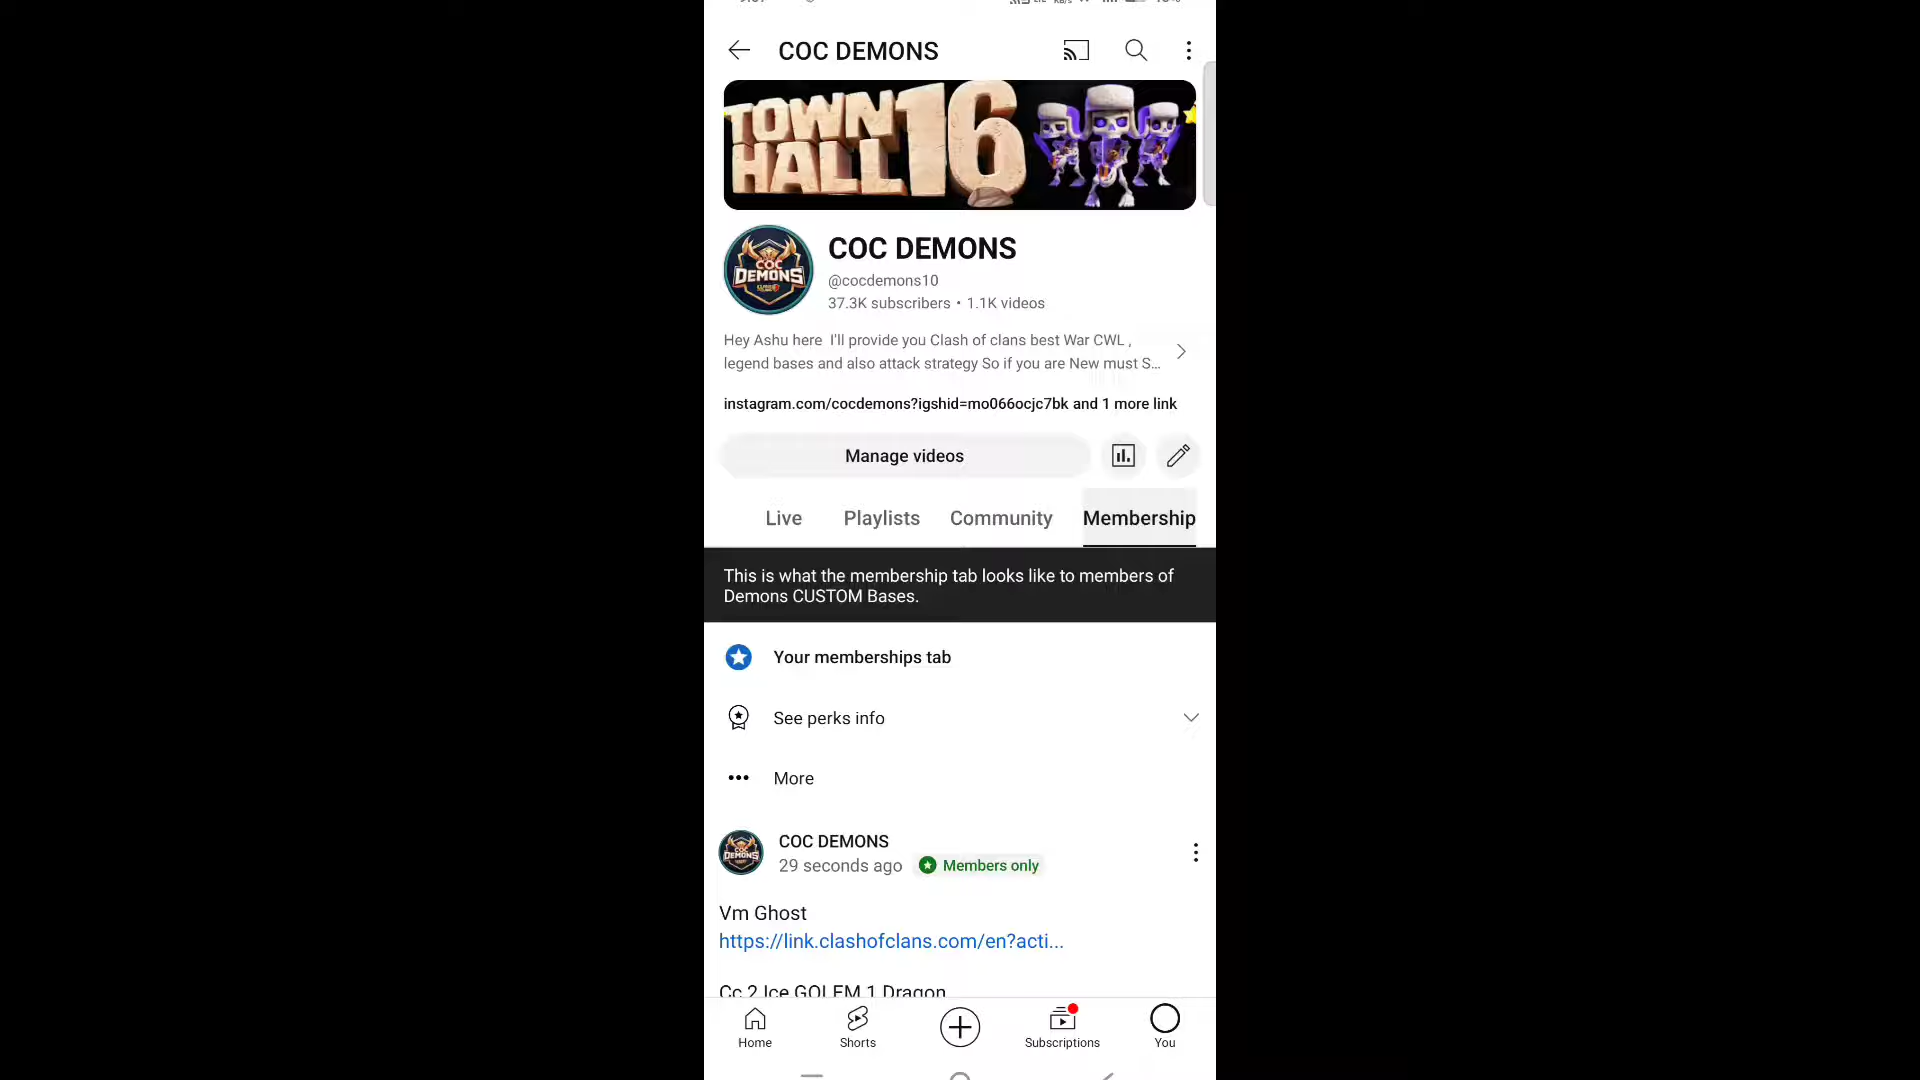 COC DEMONS
TOWN
HALL 16
COC
DEMONS
COC DEMONS
@cocdemons10
37.3K subscribers • 1.1K videos
Hey Ashu here I'll provide you Clash of clans best War CWL ,
legend bases and also attack strategy So if you are New must S...
instagram.com/cocdemons?igshid=mo066ocjc7bk and 1 more link
Manage videos
Live Playlists Community Membership
This is what the membership tab looks like to members of
Demons CUSTOM Bases.
Your memberships tab
See perks info
More
COC
DEMONS
COC DEMONS
29 seconds ago Members only
Vm Ghost
https://link.clashofclans.com/en?acti...
Cc 2 Ice GOLEM 1 Dragon
Home Shorts Subscriptions You